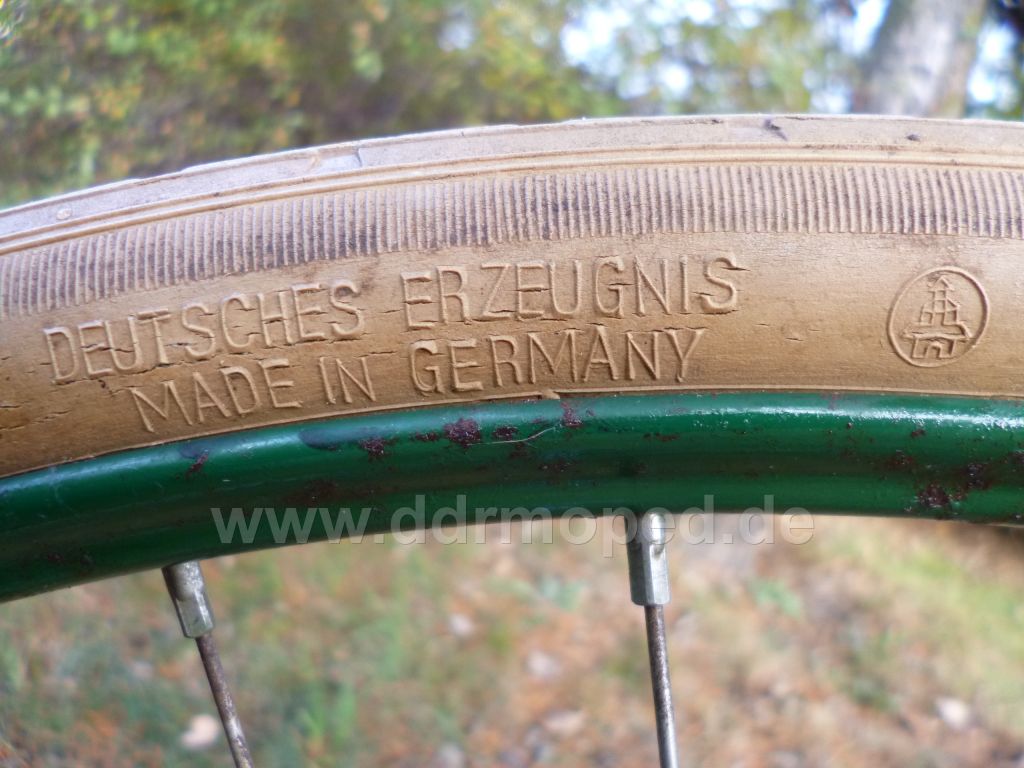 DEUTSCHES ERZEUGNIS
MADE IN GERMANY
www.ddrmoped.de